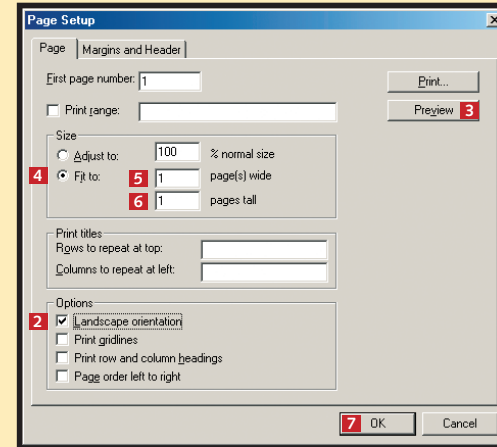 Page Setup
Page Margins and Header
First page number: 1
Print...
Print range:
Preview 3
Size
Adjust to: 100 % normal size
4 Fit to: 5 1 page(s) wide
6 1 pages tall
Print titles
Rows to repeat at top:
Columns to repeat at left:
Options
2 Landscape orientation
Print gridlines
Print row and column headings
Page order left to right
7 OK Cancel